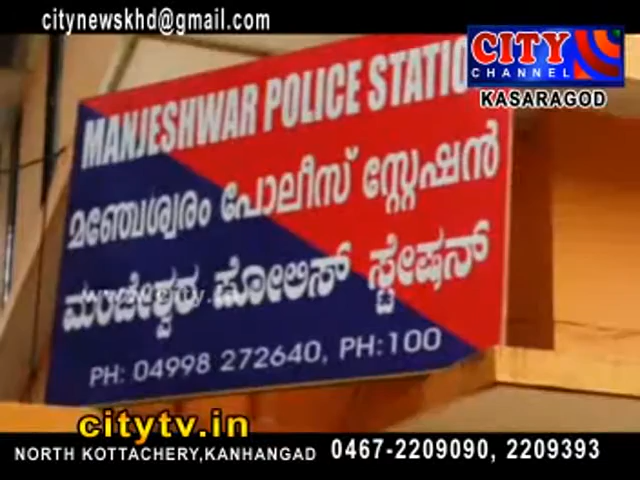 citynewskhd@gmail.com
CITY
CHANNEL
KASARAGOD
MANJESHWAR POLICE STATIO
മഞ്ചേശ്വരം പോലീസ് സ്റ്റേഷൻ
ಮಂಜೇಶ್ವರ ಪೋಲಿಸ್ ಸ್ಟೇಷನ್
PH: 04998 272640, PH:100
citytv.in
NORTH KOTTACHERY,KANHANGAD 0467-2209090, 2209393